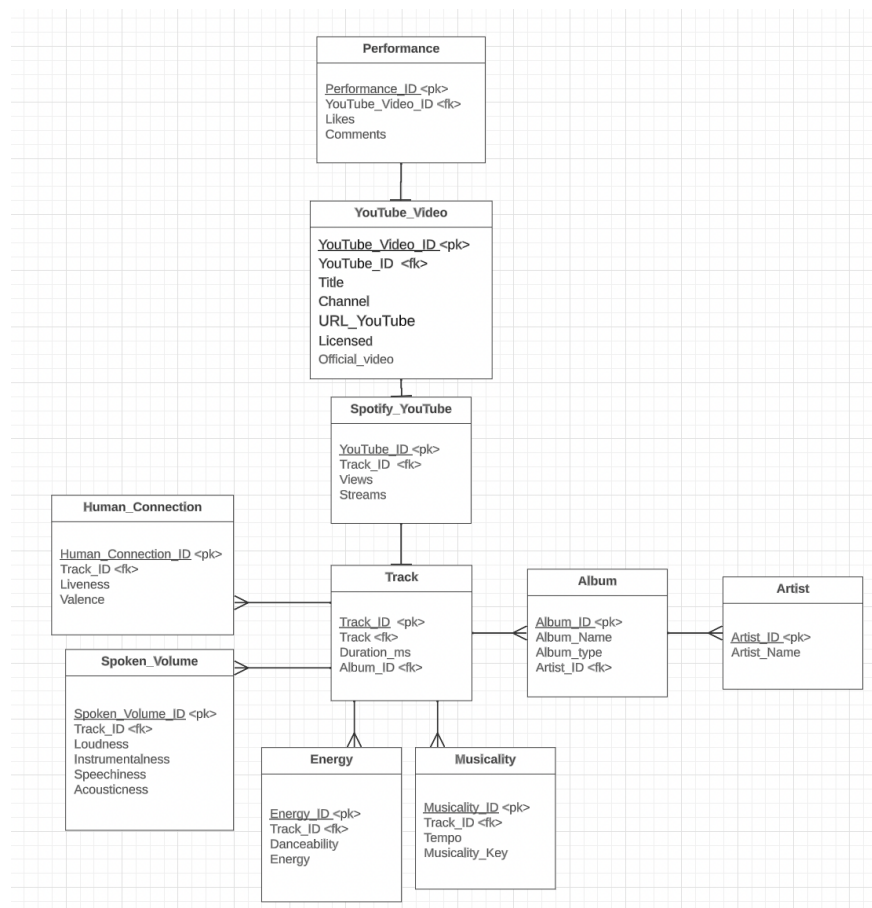 Performance
Performance_ID <pk>
YouTube_Video_ID <fk>
Likes
Comments
YouTube_Video
YouTube_Video_ID <pk>
YouTube_ID <fk>
Title
Channel
URL_YouTube
Licensed
Official_video
Spotify_YouTube
YouTube_ID <pk>
Track_ID <fk>
Views
Streams
Human_Connection
Human_Connection_ID <pk>
Track_ID <fk>
Liveness
Valence
Track
Track_ID <pk>
Track <fk>
Duration_ms
Album_ID <fk>
Album
Album_ID <pk>
Album_Name
Album_type
Artist_ID <fk>
Artist
Artist_ID <pk>
Artist_Name
Spoken_Volume
Spoken_Volume_ID <pk>
Track_ID <fk>
Loudness
Instrumentalness
Speechiness
Acousticness
Energy
Energy_ID <pk>
Track_ID <fk>
Danceability
Energy
Musicality
Musicality_ID <pk>
Track_ID <fk>
Tempo
Musicality_Key